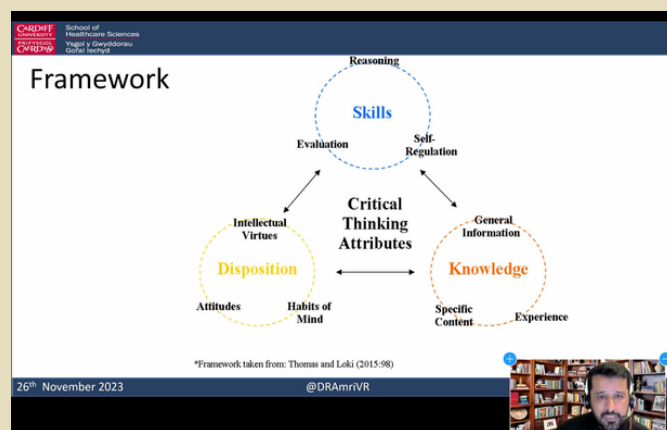 CARDIFF
UNIVERSITY
PRIFYSGOL
CAERDYDD
School of
Healthcare Sciences
Ysgol y Gwyddorau
Gofal Iechyd
Framework
Reasoning
Skills
Evaluation
Self-
Regulation
Critical
Thinking
Attributes
Intellectual
Virtues
Disposition
Attitudes
Habits of
Mind
General
Information
Knowledge
Specific
Content
Experience
*Framework taken from: Thomas and Loki (2015:98)
26th November 2023
@DRAmriVR